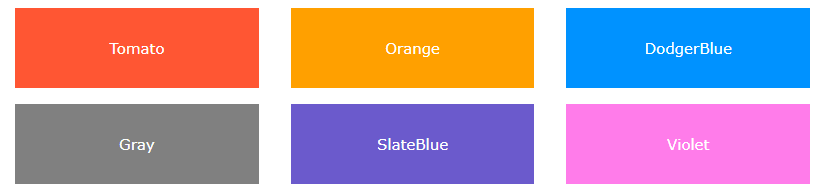 Tomato
Orange
DodgerBlue
Gray
SlateBlue
Violet